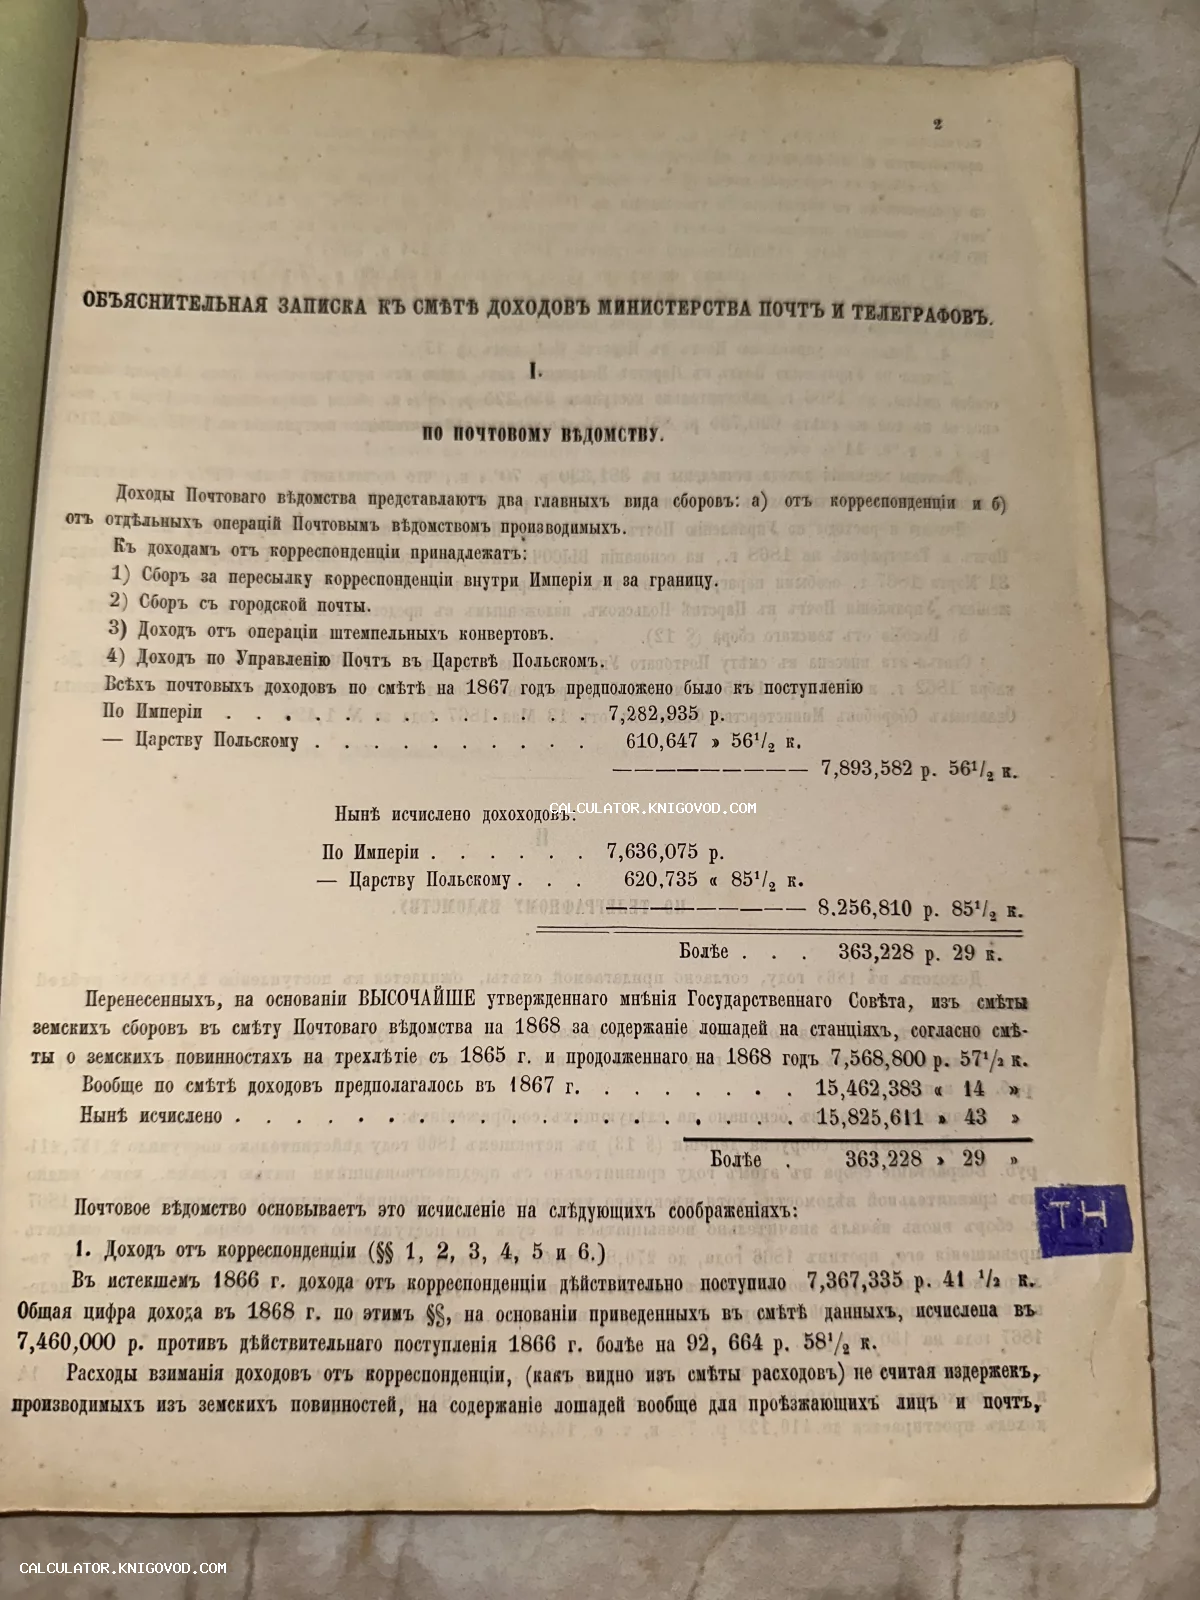 2
ОБЪЯСНИТЕЛЬНАЯ ЗАПИСКА КЪ СМѢТѢ ДОХОДОВЪ МИНИСТЕРСТВА ПОЧТЪ И ТЕЛЕГРАФОВЪ.
I.
ПО ПОЧТОВОМУ ВѢДОМСТВУ.
Доходы Почтоваго вѣдомства представляютъ два главныхъ вида сборовъ: а) отъ корреспонденціи и б)
отъ отдѣльныхъ операцій Почтовымъ вѣдомствомъ производимыхъ.
Къ доходамъ отъ корреспонденціи принадлежатъ:
1) Сборъ за пересылку корреспонденціи внутри Имперіи и за границу.
2) Сборъ съ городской почты.
3) Доходъ отъ операціи штемпельныхъ конвертовъ.
4) Доходъ по Управленію Почтъ въ Царствѣ Польскомъ.
Всѣхъ почтовыхъ доходовъ по смѣтѣ на 1867 годъ предположено было къ поступленію
По Имперіи . . . . . . . . . . . . . 7,282,935 р.
— Царству Польскому . . . . . . . . . . 610,647 » 56½ к.
————————— 7,893,582 р. 56½ к.
Нынѣ исчислено дохоходовъ:
CALCULATOR.KNIGOVOD.COM
По Имперіи . . . . . . 7,636,075 р.
— Царству Польскому . . . 620,735 « 85½ к.
————————— 8.256,810 р. 85½ к.
Болѣе . . . 363,228 р. 29 к.
Перенесенныхъ, на основаніи ВЫСОЧАЙШЕ утвержденнаго мнѣнія Государственнаго Совѣта, изъ смѣты
земскихъ сборовъ въ смѣту Почтоваго вѣдомства на 1868 за содержаніе лошадей на станціяхъ, согласно смѣ-
ты о земскихъ повинностяхъ на трехлѣтіе съ 1865 г. и продолженнаго на 1868 годъ 7,568,800 р. 57½ к.
Вообще по смѣтѣ доходовъ предполагалось въ 1867 г. . . . . . . . 15,462,383 « 14 »
Нынѣ исчислено . . . . . . . . . . . . . . . . . . . 15,825,611 » 43 »
Болѣе . 363,228 » 29 »
Почтовое вѣдомство основываетъ это исчисленіе на слѣдующихъ соображеніяхъ:
ТН
1. Доходъ отъ корреспонденціи (§§ 1, 2, 3, 4, 5 и 6.)
Въ истекшемъ 1866 г. дохода отъ корреспонденціи дѣйствительно поступило 7,367,335 р. 41 ½ к.
Общая цифра дохода въ 1868 г. по этимъ §§, на основаніи приведенныхъ въ смѣтѣ данныхъ, исчислена въ
7,460,000 р. противъ дѣйствительнаго поступленія 1866 г. болѣе на 92, 664 р. 58½ к.
Расходы взиманія доходовъ отъ корреспонденціи, (какъ видно изъ смѣты расходовъ) не считая издержекъ,
производимыхъ изъ земскихъ повинностей, на содержаніе лошадей вообще для проѣзжающихъ лицъ и почтъ,
CALCULATOR.KNIGOVOD.COM